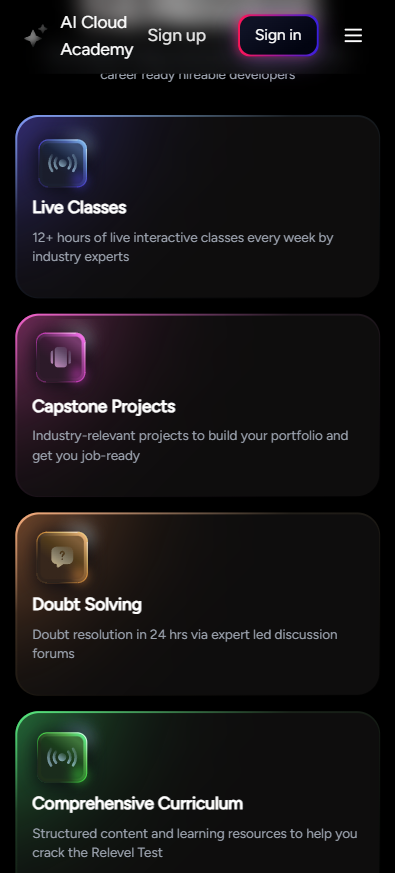 AI Cloud
Academy
Sign up
Sign in
career ready hireable developers
Live Classes
12+ hours of live interactive classes every week by
industry experts
Capstone Projects
Industry-relevant projects to build your portfolio and
get you job-ready
?
Doubt Solving
Doubt resolution in 24 hrs via expert led discussion
forums
Comprehensive Curriculum
Structured content and learning resources to help you
crack the Relevel Test